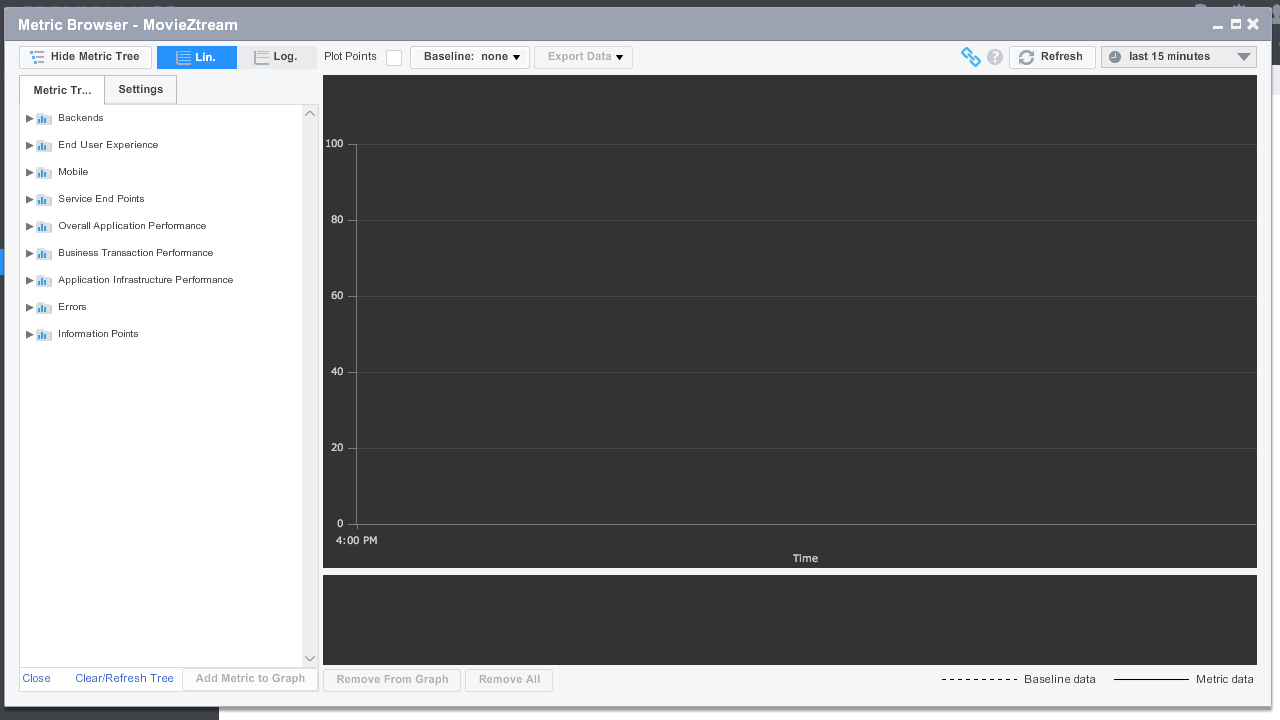 Metric Browser - MovieZtream
Hide Metric Tree
Lin.
Log.
Plot Points
Baseline: none
Export Data
Refresh
last 15 minutes
Metric Tr...
Settings
Backends
End User Experience
Mobile
Service End Points
Overall Application Performance
Business Transaction Performance
Application Infrastructure Performance
Errors
Information Points
100
80
60
40
20
0
4:00 PM
Time
Close
Clear/Refresh Tree
Add Metric to Graph
Remove From Graph
Remove All
Baseline data
Metric data